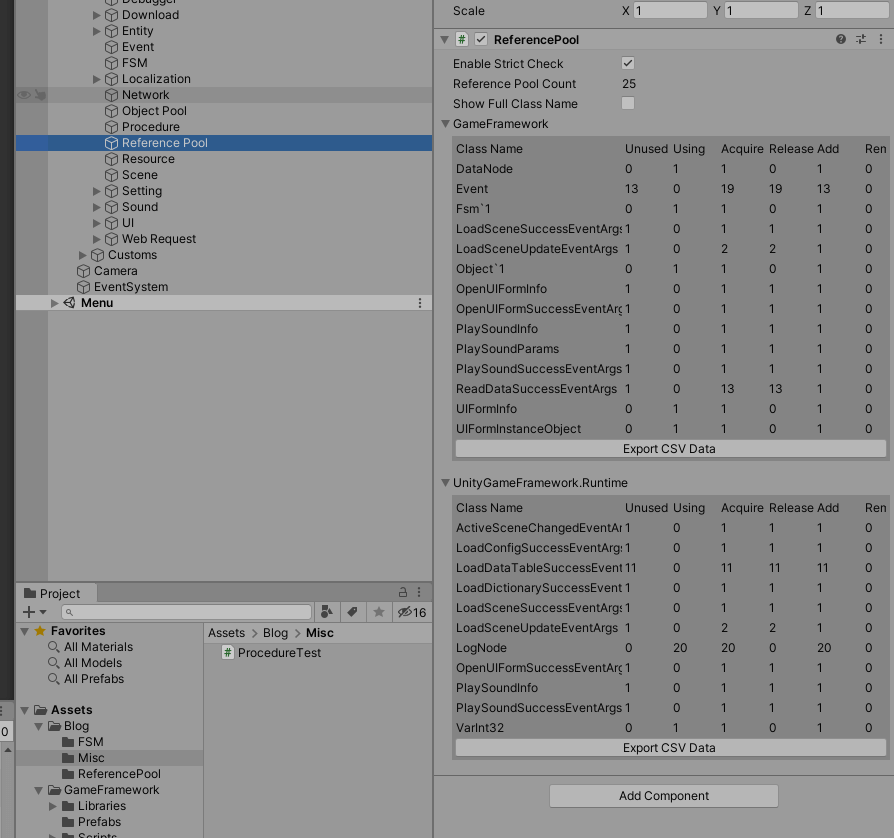 Download
Entity
Event
FSM
Localization
Network
Object Pool
Procedure
Reference Pool
Resource
Scene
Setting
Sound
UI
Web Request
Customs
Camera
EventSystem
Menu
Project
16
Favorites
All Materials
All Models
All Prefabs
Assets
Blog
FSM
Misc
ReferencePool
GameFramework
Libraries
Prefabs
Scripts
0
Assets > Blog > Misc
# ProcedureTest
Scale X 1 Y 1 Z 1
# ReferencePool
Enable Strict Check
Reference Pool Count 25
Show Full Class Name
GameFramework
Class Name Unused Using Acquire Release Add Ren
DataNode 0 1 1 0 1 0
Event 13 0 19 19 13 0
Fsm`1 0 1 1 0 1 0
LoadSceneSuccessEventArgs 1 0 1 1 1 0
LoadSceneUpdateEventArgs 1 0 2 2 1 0
Object`1 0 1 1 0 1 0
OpenUIFormInfo 1 0 1 1 1 0
OpenUIFormSuccessEventArg 1 0 1 1 1 0
PlaySoundInfo 1 0 1 1 1 0
PlaySoundParams 1 0 1 1 1 0
PlaySoundSuccessEventArgs 1 0 1 1 1 0
ReadDataSuccessEventArgs 1 0 13 13 1 0
UIFormInfo 0 1 1 0 1 0
UIFormInstanceObject 0 1 1 0 1 0
Export CSV Data
UnityGameFramework.Runtime
Class Name Unused Using Acquire Release Add Ren
ActiveSceneChangedEventAr 1 0 1 1 1 0
LoadConfigSuccessEventArgs 1 0 1 1 1 0
LoadDataTableSuccessEvent 11 0 11 11 11 0
LoadDictionarySuccessEvent 1 0 1 1 1 0
LoadSceneSuccessEventArgs 1 0 1 1 1 0
LoadSceneUpdateEventArgs 1 0 2 2 1 0
LogNode 0 20 20 0 20 0
OpenUIFormSuccessEventArg 1 0 1 1 1 0
PlaySoundInfo 1 0 1 1 1 0
PlaySoundSuccessEventArgs 1 0 1 1 1 0
VarInt32 0 1 1 0 1 0
Export CSV Data
Add Component